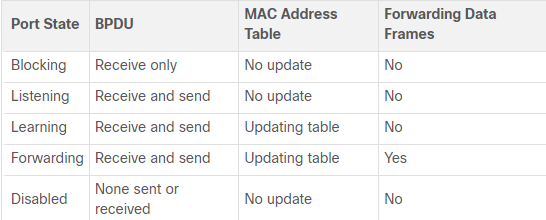 Port State BPDU MAC Address Table Forwarding Data Frames
Blocking Receive only No update No
Listening Receive and send No update No
Learning Receive and send Updating table No
Forwarding Receive and send Updating table Yes
Disabled None sent or received No update No